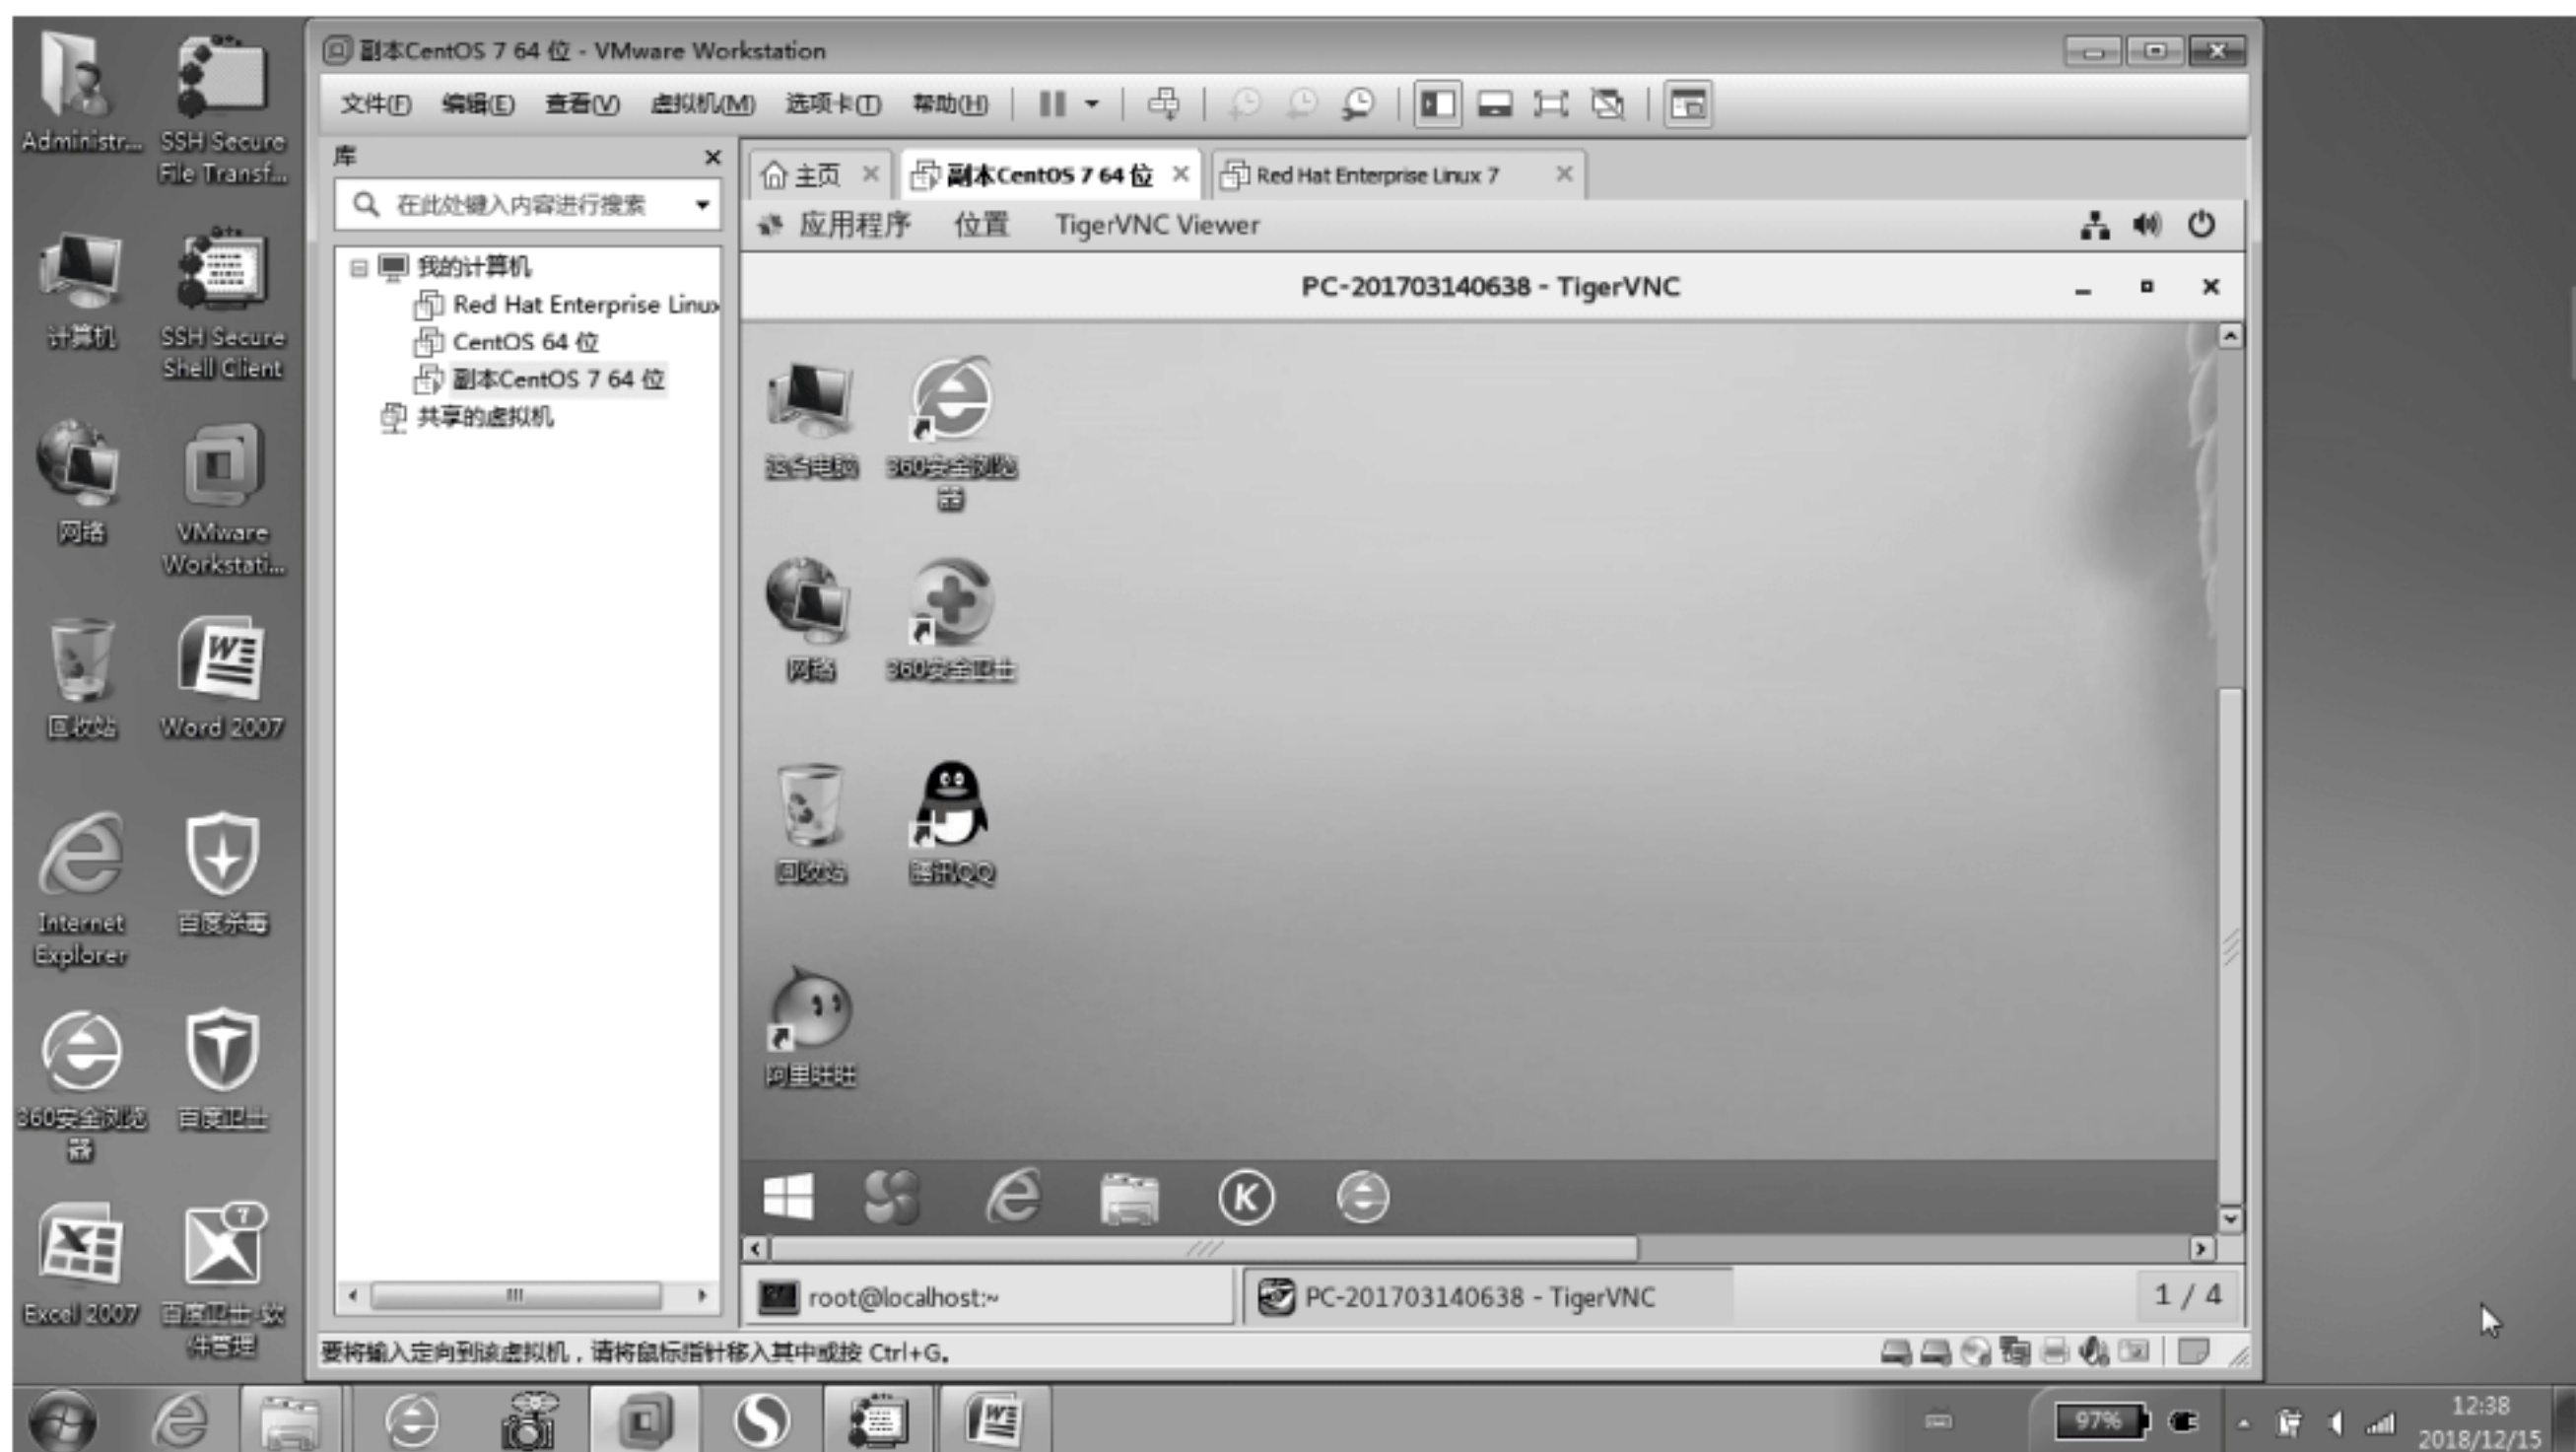 副本CentOS 7 64 位 - VMware Workstation
文件(F) 编辑(E) 查看(V) 虚拟机(M) 选项卡(T) 帮助(H)
库
在此处键入内容进行搜索
我的计算机
Red Hat Enterprise Linux
CentOS 64 位
副本CentOS 7 64 位
共享的虚拟机
主页 副本CentOS 7 64 位 Red Hat Enterprise Linux 7
应用程序 位置 TigerVNC Viewer
PC-201703140638 - TigerVNC
这台电脑
360安全浏览
器
网络
360安全卫士
回收站
腾讯QQ
阿里旺旺
root@localhost:~
PC-201703140638 - TigerVNC
1 / 4
要将输入定向到该虚拟机，请将鼠标指针移入其中或按 Ctrl+G。
Administr...
SSH Secure
File Transf...
计算机
SSH Secure
Shell Client
网络
VMware
Workstati...
回收站
Word 2007
Internet
Explorer
百度杀毒
360安全浏览
器
百度卫士
Excel 2007
7
百度卫士-软
件管理
97%
12:38
2018/12/15